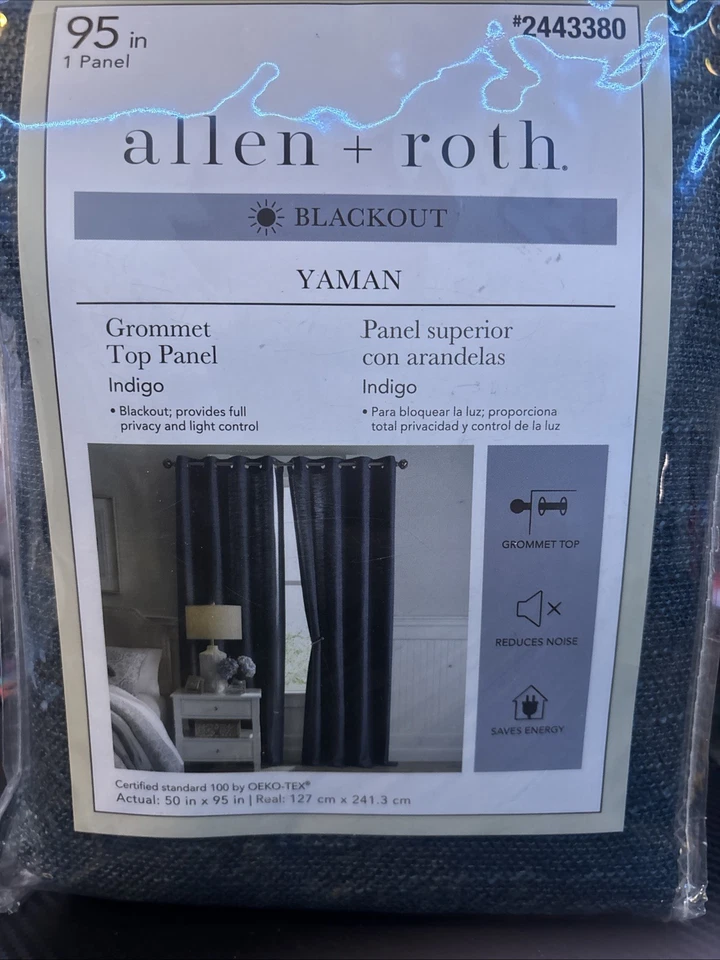 95 in
#2443380
1 Panel
allen + roth.
BLACKOUT
YAMAN
Grommet
Top Panel
Indigo
• Blackout; provides full
privacy and light control
Panel superior
con arandelas
Indigo
• Para bloquear la luz; proporciona
total privacidad y control de la luz
GROMMET TOP
REDUCES NOISE
SAVES ENERGY
Certified standard 100 by OEKO-TEX®
Actual: 50 in x 95 in | Real: 127 cm x 241.3 cm